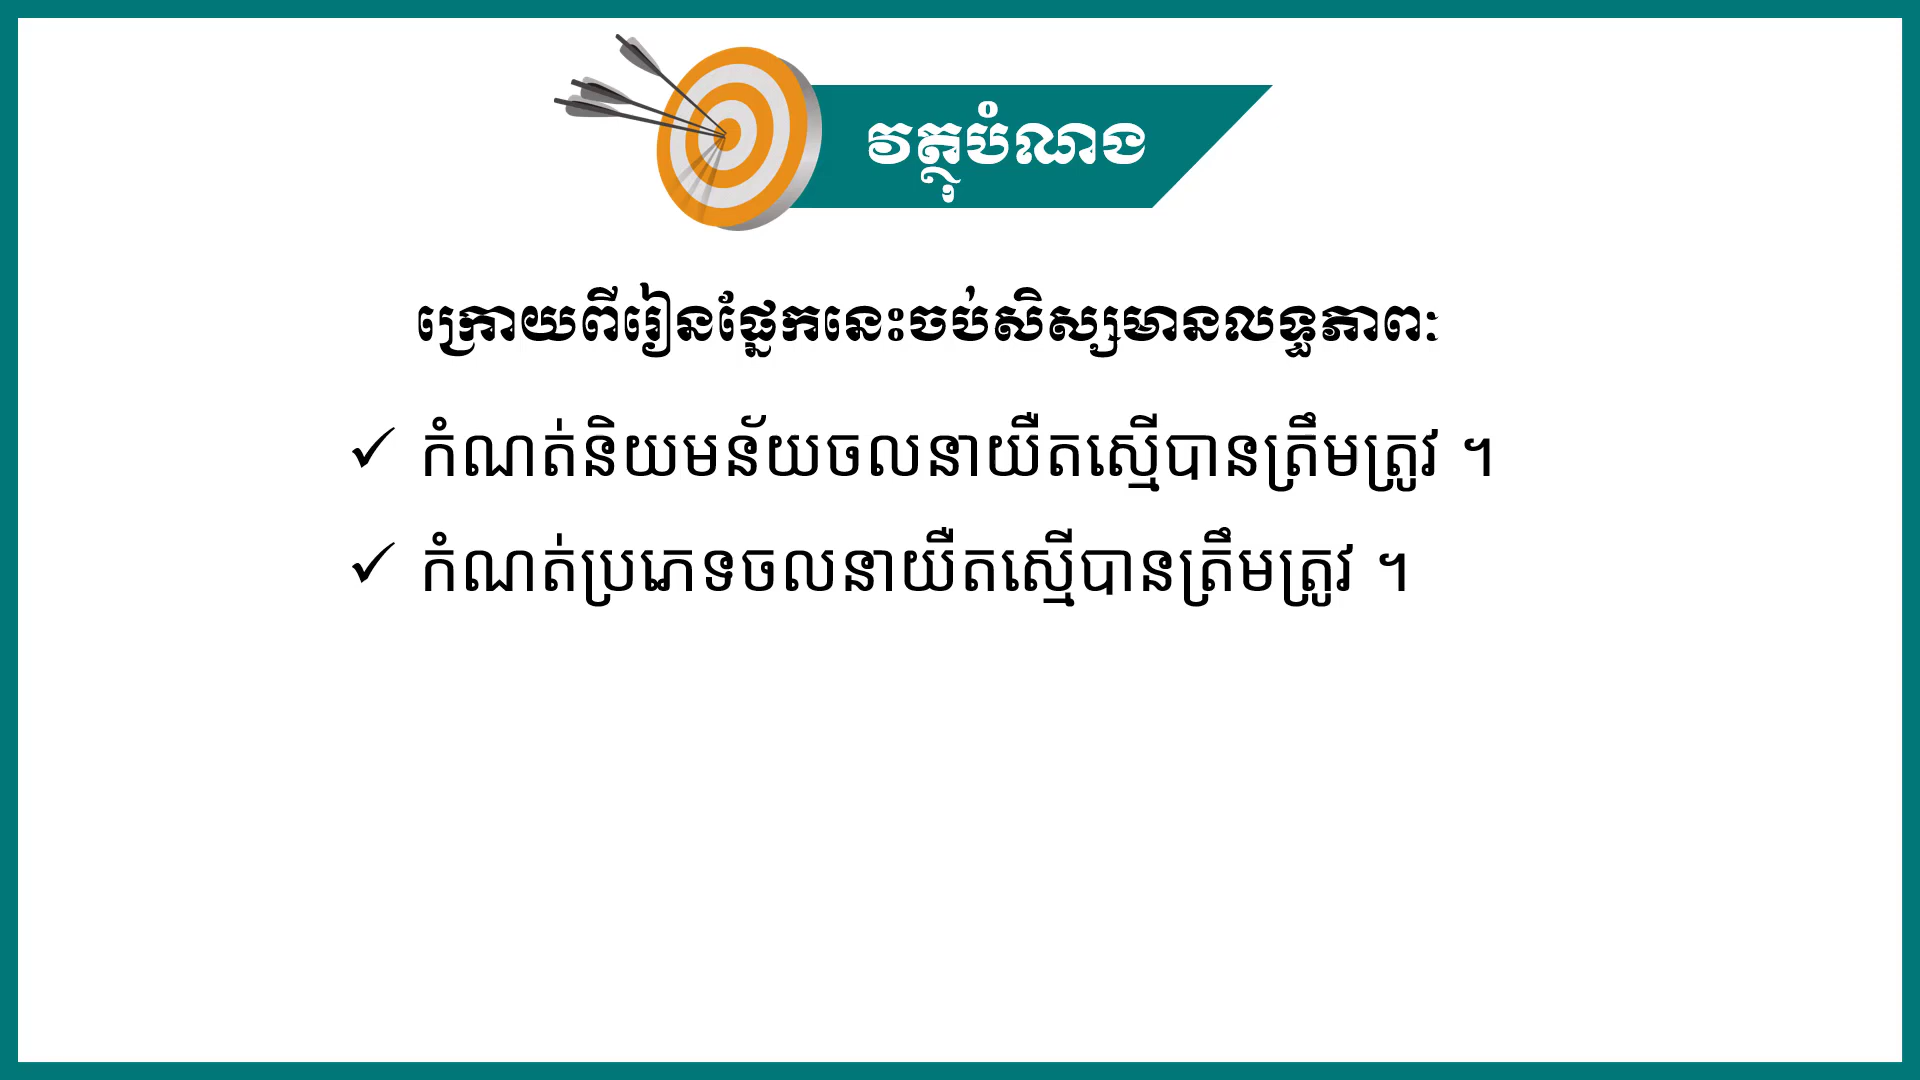 វត្ថុបំណង
ក្រោយពីរៀនផ្នែកនេះចប់សិស្សមានលទ្ធភាព៖
✓ កំណត់និយមន័យចលនាយឺតស្មើបានត្រឹមត្រូវ ។
✓ កំណត់ប្រភេទចលនាយឺតស្មើបានត្រឹមត្រូវ ។